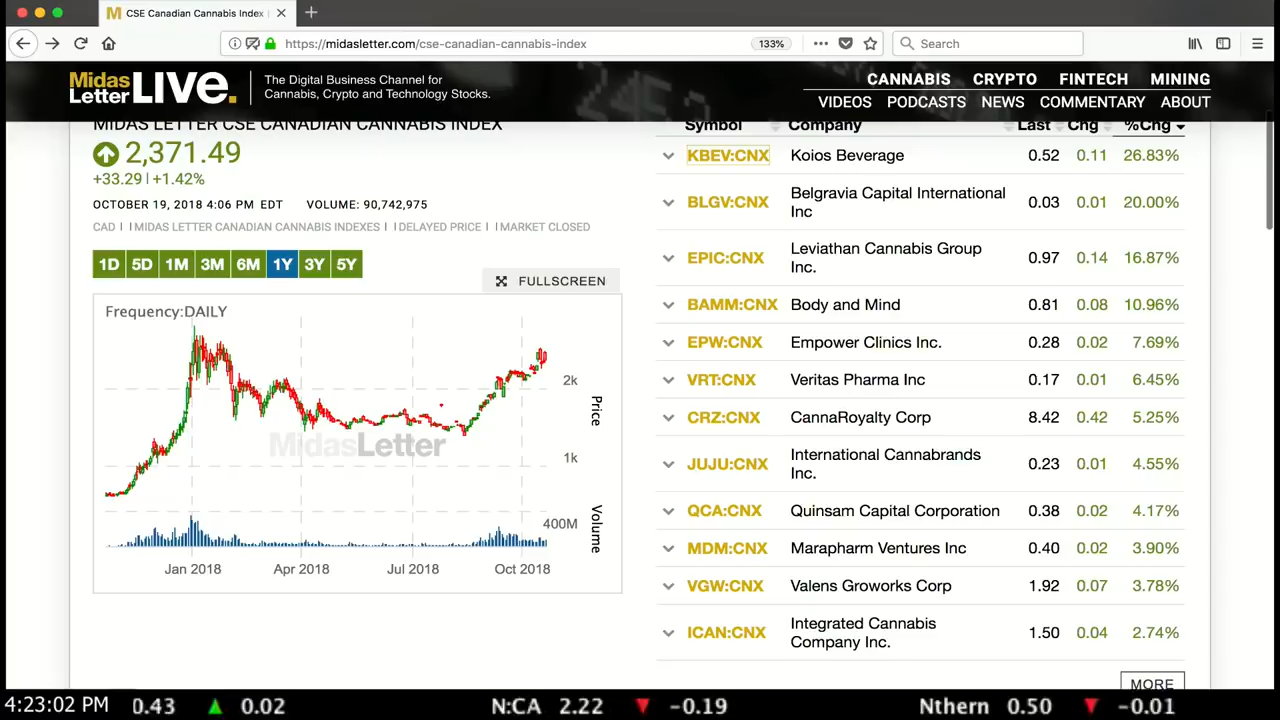 CSE Canadian Cannabis Index
https://midasletter.com/cse-canadian-cannabis-index
133%
Search
Midas Letter LIVE.
The Digital Business Channel for
Cannabis, Crypto and Technology Stocks.
CANNABIS CRYPTO FINTECH MINING
VIDEOS PODCASTS NEWS COMMENTARY ABOUT
MIDAS LETTER CSE CANADIAN CANNABIS INDEX
2,371.49
+33.29 | +1.42%
OCTOBER 19, 2018 4:06 PM EDT VOLUME: 90,742,975
CAD | MIDAS LETTER CANADIAN CANNABIS INDEXES | DELAYED PRICE | MARKET CLOSED
1D 5D 1M 3M 6M 1Y 3Y 5Y
FULLSCREEN
Frequency:DAILY
2k
Price
1k
MidasLetter
400M
Volume
Jan 2018 Apr 2018 Jul 2018 Oct 2018
Symbol Company Last Chg %Chg
KBEV:CNX Koios Beverage 0.52 0.11 26.83%
BLGV:CNX Belgravia Capital International Inc 0.03 0.01 20.00%
EPIC:CNX Leviathan Cannabis Group Inc. 0.97 0.14 16.87%
BAMM:CNX Body and Mind 0.81 0.08 10.96%
EPW:CNX Empower Clinics Inc. 0.28 0.02 7.69%
VRT:CNX Veritas Pharma Inc 0.17 0.01 6.45%
CRZ:CNX CannaRoyalty Corp 8.42 0.42 5.25%
JUJU:CNX International Cannabrands Inc. 0.23 0.01 4.55%
QCA:CNX Quinsam Capital Corporation 0.38 0.02 4.17%
MDM:CNX Marapharm Ventures Inc 0.40 0.02 3.90%
VGW:CNX Valens Groworks Corp 1.92 0.07 3.78%
ICAN:CNX Integrated Cannabis Company Inc. 1.50 0.04 2.74%
MORE
4:23:02 PM 0.43 0.02 N:CA 2.22 -0.19 Nthern 0.50 -0.01